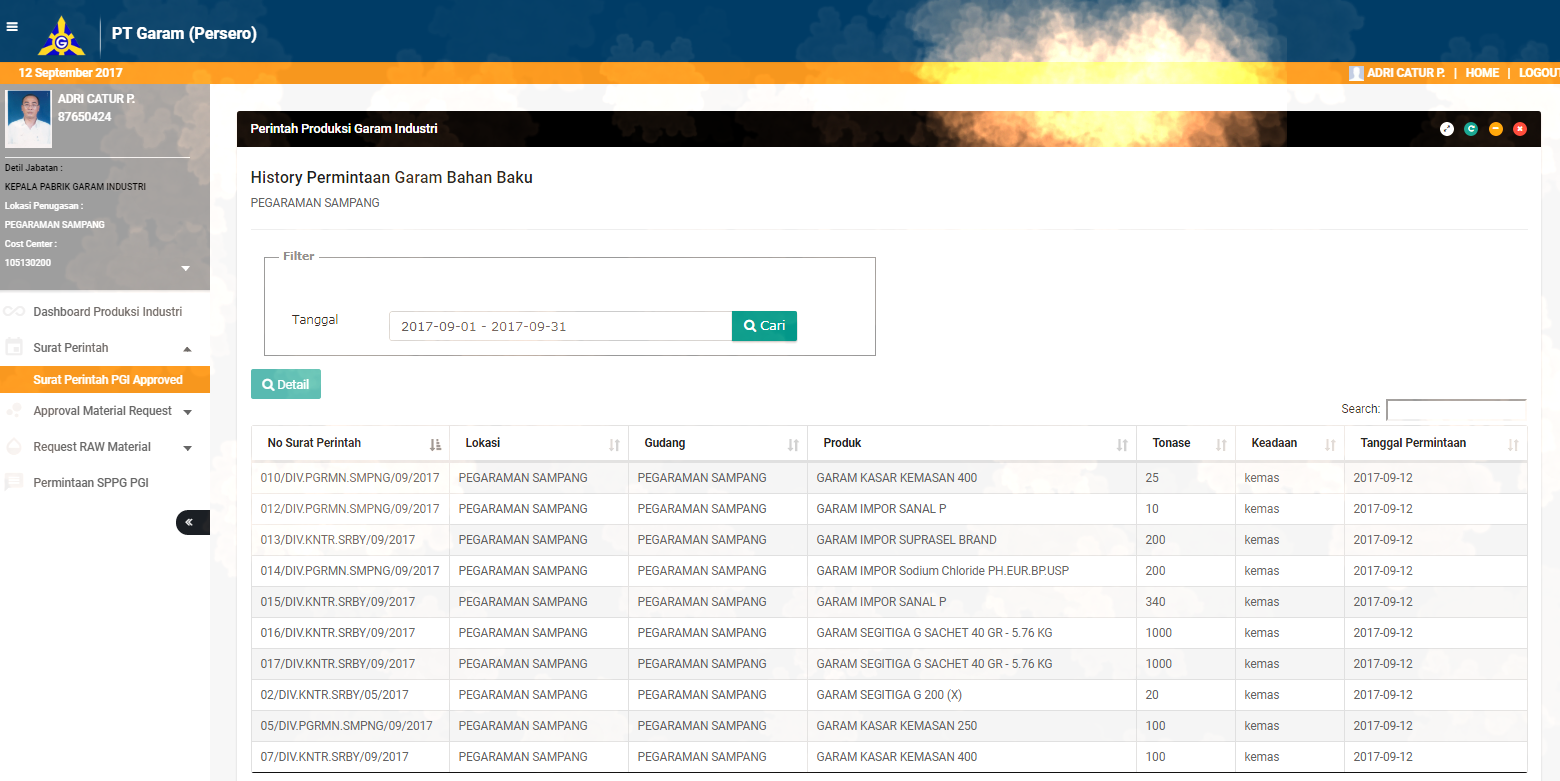 PT Garam (Persero)
12 September 2017
ADRI CATUR P. | HOME | LOGOUT
ADRI CATUR P.
87650424
Detil Jabatan :
KEPALA PABRIK GARAM INDUSTRI
Lokasi Penugasan :
PEGARAMAN SAMPANG
Cost Center :
105130200
Dashboard Produksi Industri
Surat Perintah
Surat Perintah PGI Approved
Approval Material Request
Request RAW Material
Permintaan SPPG PGI
Perintah Produksi Garam Industri
History Permintaan Garam Bahan Baku
PEGARAMAN SAMPANG
Filter
Tanggal 2017-09-01 - 2017-09-31 Cari
Detail
Search:
No Surat Perintah Lokasi Gudang Produk Tonase Keadaan Tanggal Permintaan
010/DIV.PGRMN.SMPNG/09/2017 PEGARAMAN SAMPANG PEGARAMAN SAMPANG GARAM KASAR KEMASAN 400 25 kemas 2017-09-12
012/DIV.PGRMN.SMPNG/09/2017 PEGARAMAN SAMPANG PEGARAMAN SAMPANG GARAM IMPOR SANAL P 10 kemas 2017-09-12
013/DIV.KNTR.SRBY/09/2017 PEGARAMAN SAMPANG PEGARAMAN SAMPANG GARAM IMPOR SUPRASEL BRAND 200 kemas 2017-09-12
014/DIV.PGRMN.SMPNG/09/2017 PEGARAMAN SAMPANG PEGARAMAN SAMPANG GARAM IMPOR Sodium Chloride PH.EUR.BP.USP 200 kemas 2017-09-12
015/DIV.KNTR.SRBY/09/2017 PEGARAMAN SAMPANG PEGARAMAN SAMPANG GARAM IMPOR SANAL P 340 kemas 2017-09-12
016/DIV.KNTR.SRBY/09/2017 PEGARAMAN SAMPANG PEGARAMAN SAMPANG GARAM SEGITIGA G SACHET 40 GR - 5.76 KG 1000 kemas 2017-09-12
017/DIV.KNTR.SRBY/09/2017 PEGARAMAN SAMPANG PEGARAMAN SAMPANG GARAM SEGITIGA G SACHET 40 GR - 5.76 KG 1000 kemas 2017-09-12
02/DIV.KNTR.SRBY/05/2017 PEGARAMAN SAMPANG PEGARAMAN SAMPANG GARAM SEGITIGA G 200 (X) 20 kemas 2017-09-12
05/DIV.PGRMN.SMPNG/09/2017 PEGARAMAN SAMPANG PEGARAMAN SAMPANG GARAM KASAR KEMASAN 250 100 kemas 2017-09-12
07/DIV.KNTR.SRBY/09/2017 PEGARAMAN SAMPANG PEGARAMAN SAMPANG GARAM KASAR KEMASAN 400 100 kemas 2017-09-12